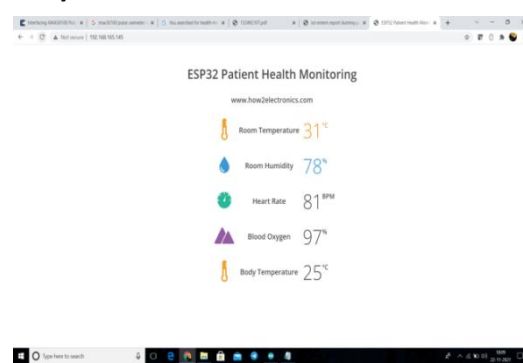 Not secure | 192.168.165.145
ESP32 Patient Health Monitoring
www.how2electronics.com
Room Temperature 31 °C
Room Humidity 78 %
Heart Rate 81 BPM
Blood Oxygen 97 %
Body Temperature 25 °C
Type here to search